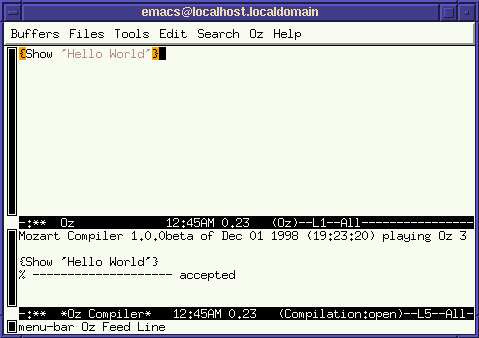 emacs@localhost.localdomain
Buffers Files Tools Edit Search Oz Help
{Show "Hello World"}
-:** Oz 12:45AM 0.23 (Oz)--L1--All----------------
Mozart Compiler 1.0.0beta of Dec 01 1998 (19:23:20) playing Oz 3
{Show "Hello World"}
% -------------------- accepted
-:** *Oz Compiler* 12:45AM 0.23 (Compilation:open)--L5--All-
menu-bar Oz Feed Line